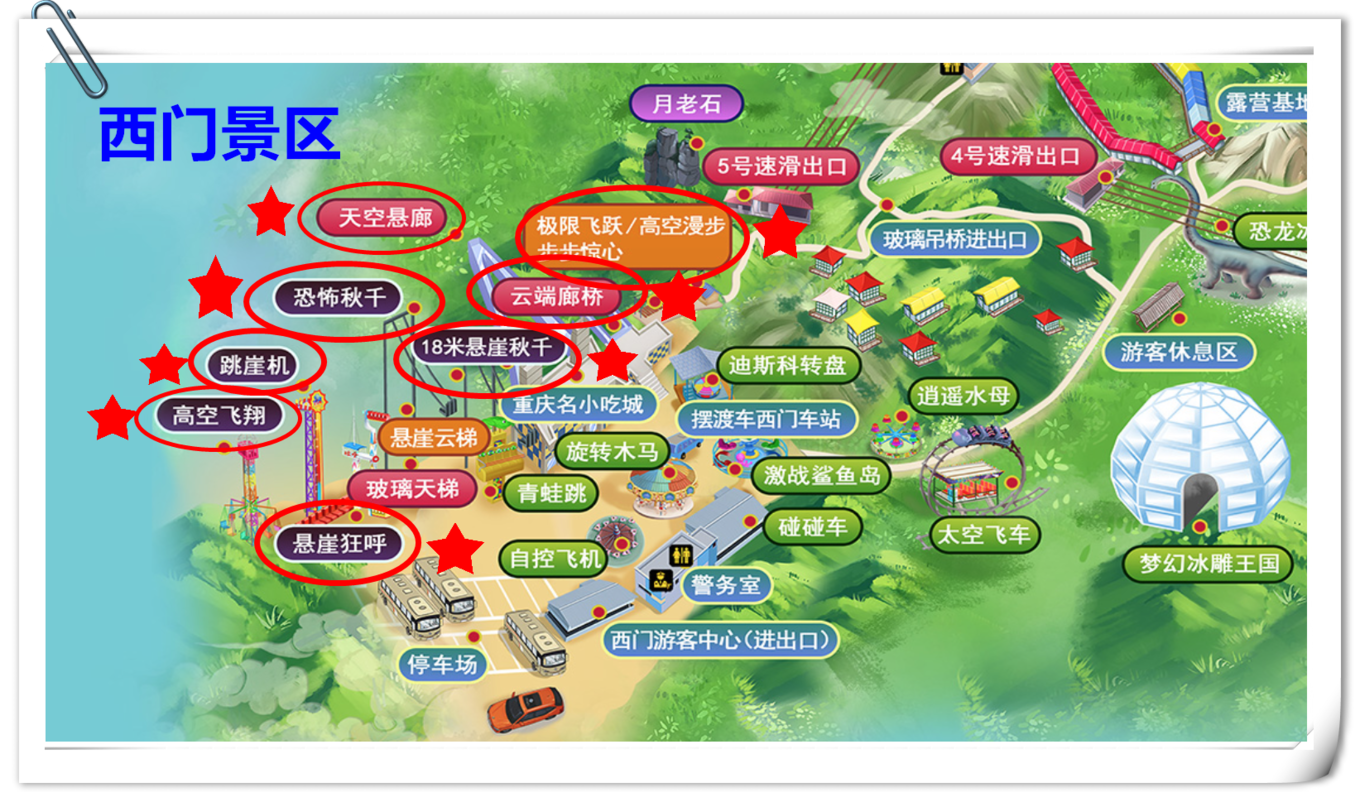 西门景区
月老石
露营基地
5号速滑出口
4号速滑出口
天空悬廊
极限飞跃/高空漫步
步步惊心
玻璃吊桥进出口
恐龙
恐怖秋千
云端廊桥
18米悬崖秋千
跳崖机
游客休息区
迪斯科转盘
高空飞翔
重庆名小吃城
逍遥水母
摆渡车西门车站
悬崖云梯
旋转木马
激战鲨鱼岛
玻璃天梯
青蛙跳
碰碰车
太空飞车
悬崖狂呼
自控飞机
梦幻冰雕王国
警务室
西门游客中心(进出口)
停车场